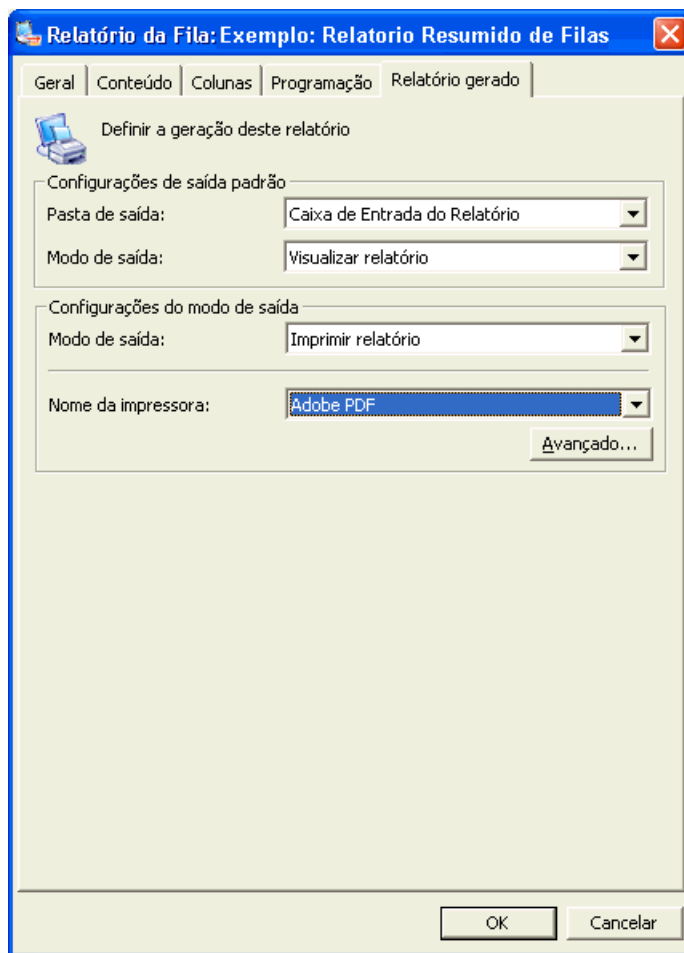 Relatório da Fila: Exemplo: Relatorio Resumido de Filas
Geral Conteúdo Colunas Programação Relatório gerado
Definir a geração deste relatório
Configurações de saída padrão
Pasta de saída: Caixa de Entrada do Relatório
Modo de saída: Visualizar relatório
Configurações do modo de saída
Modo de saída: Imprimir relatório
Nome da impressora: Adobe PDF
Avançado...
OK Cancelar